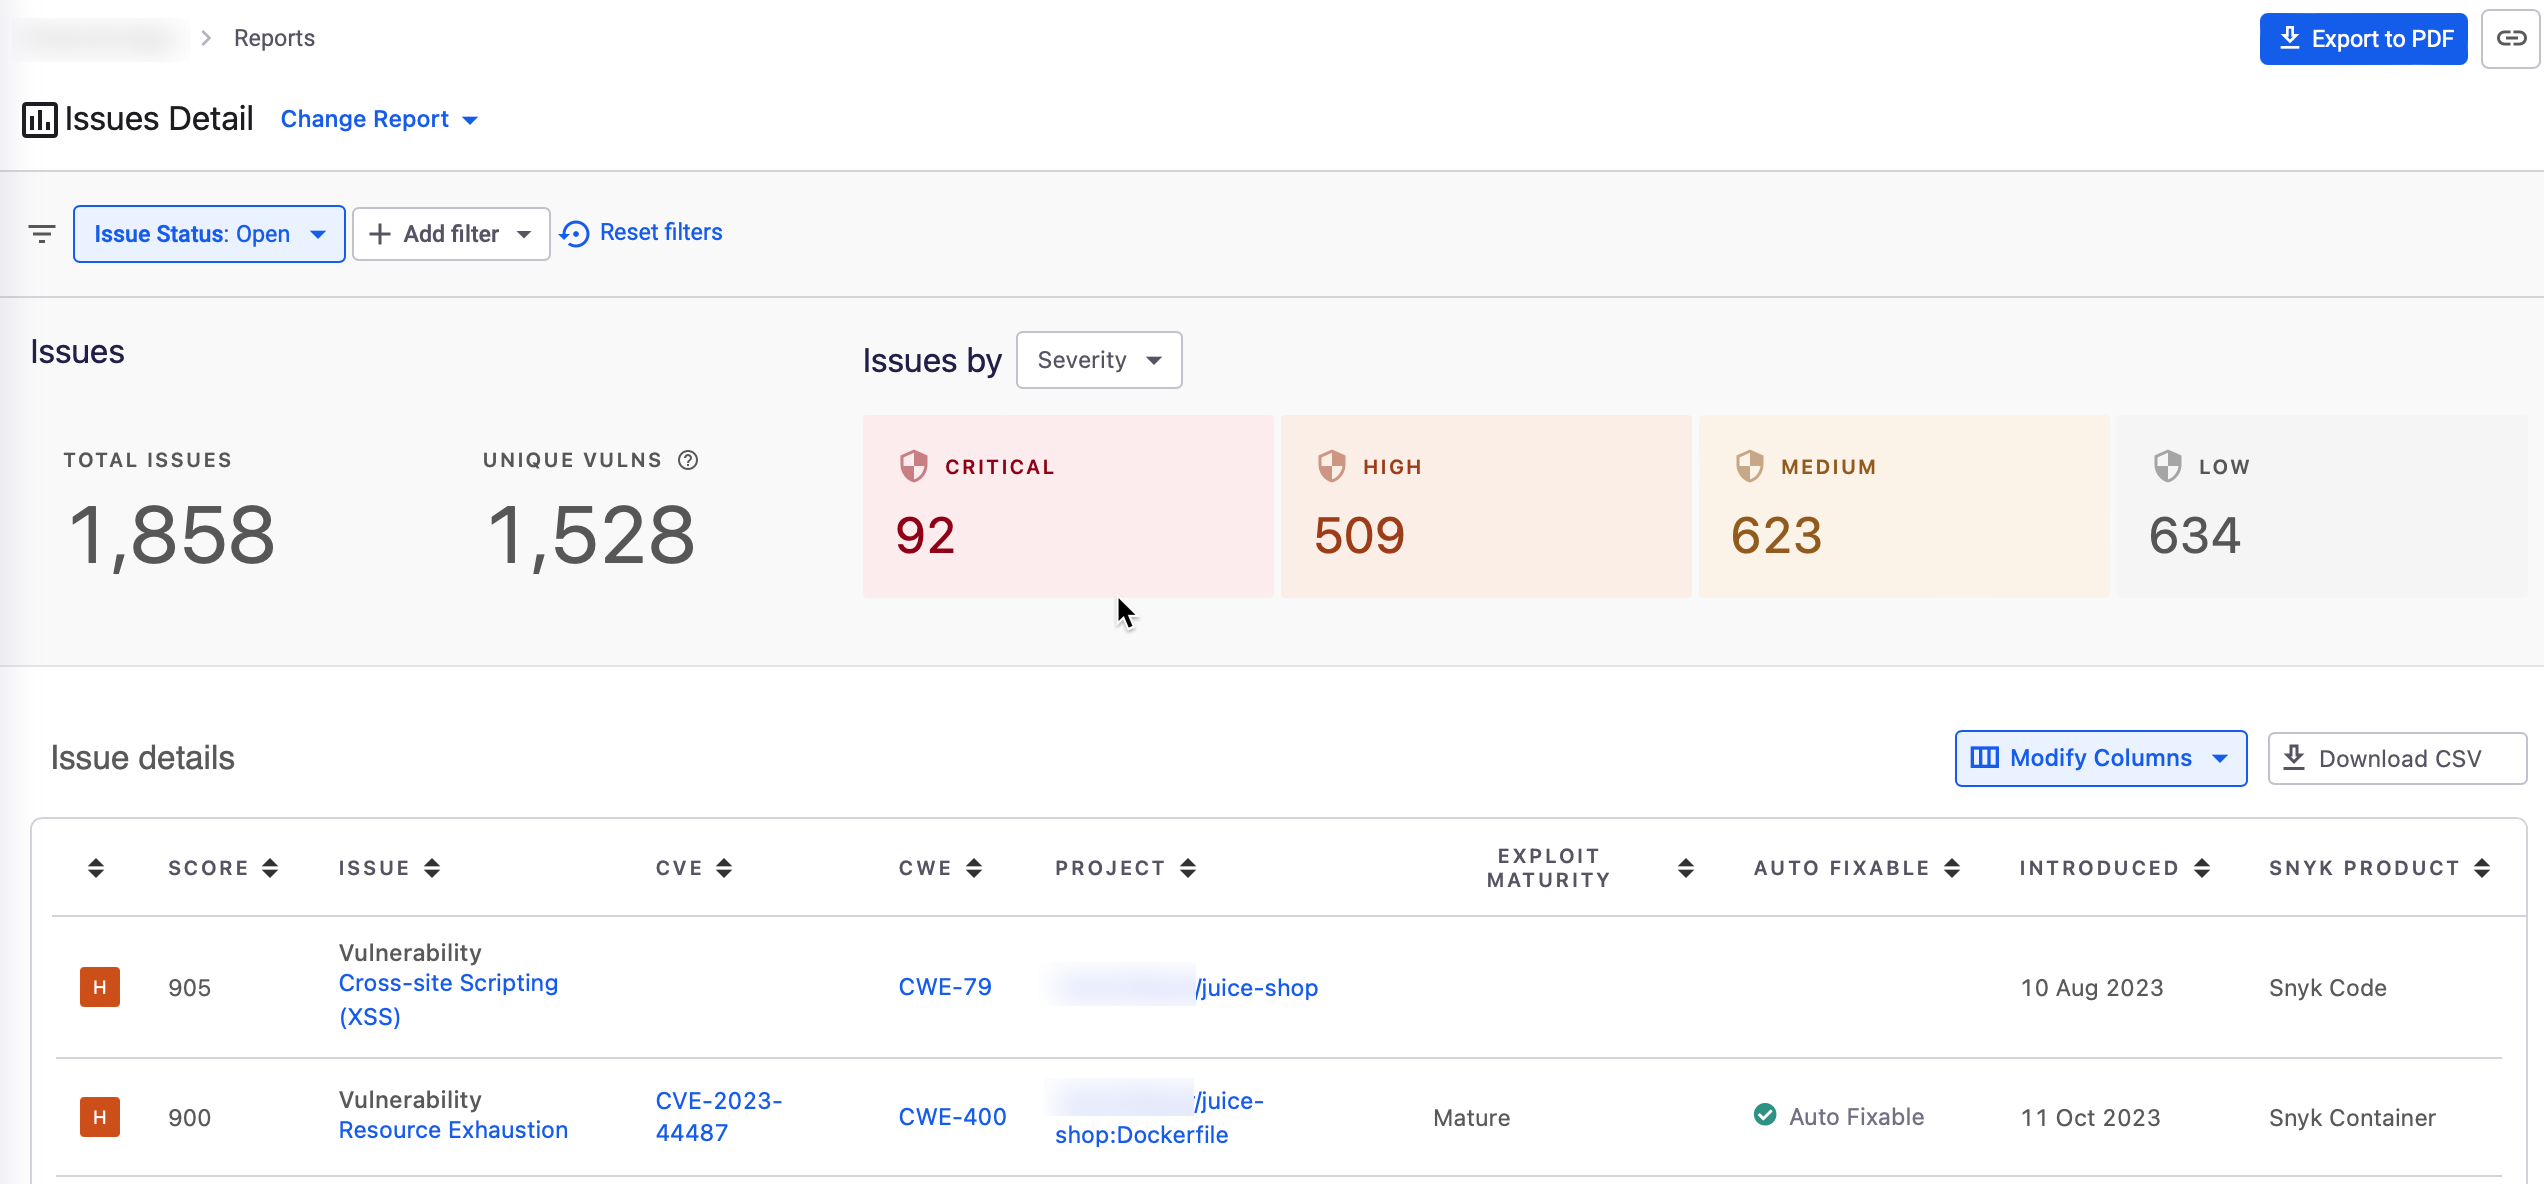 Reports
Export to PDF
Issues Detail
Change Report
Issue Status: Open
Add filter
Reset filters
Issues
Issues by
Severity
TOTAL ISSUES
UNIQUE VULNS
CRITICAL
HIGH
MEDIUM
LOW
1,858
1,528
92
509
623
634
Issue details
Modify Columns
Download CSV
SCORE
ISSUE
CVE
CWE
PROJECT
EXPLOIT
MATURITY
AUTO FIXABLE
INTRODUCED
SNYK PRODUCT
H
905
Vulnerability
Cross-site Scripting
(XSS)
CWE-79
/juice-shop
10 Aug 2023
Snyk Code
H
900
Vulnerability
Resource Exhaustion
CVE-2023-
44487
CWE-400
/juice-
shop:Dockerfile
Mature
Auto Fixable
11 Oct 2023
Snyk Container